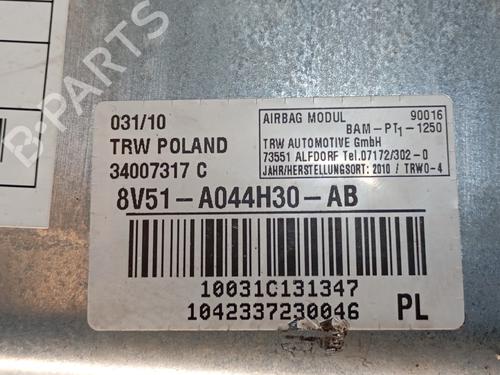 B-PARTS
031/10
TRW POLAND
34007317 C
AIRBAG MODUL 90016
BAM-PT1-1250
TRW AUTOMOTIVE GmbH
73551 ALFDORF Tel.07172/302-0
JAHR/HERSTELLUNGSORT: 2010 / TRWO-4
8V51-A044H30-AB
10031C131347
1042337230046 PL